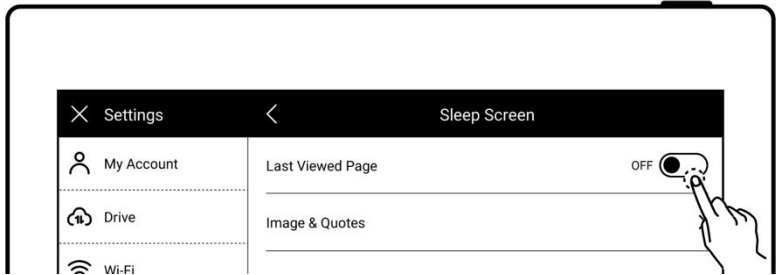 Settings
Sleep Screen
My Account
Last Viewed Page
OFF
Drive
Image & Quotes
Wi-Fi